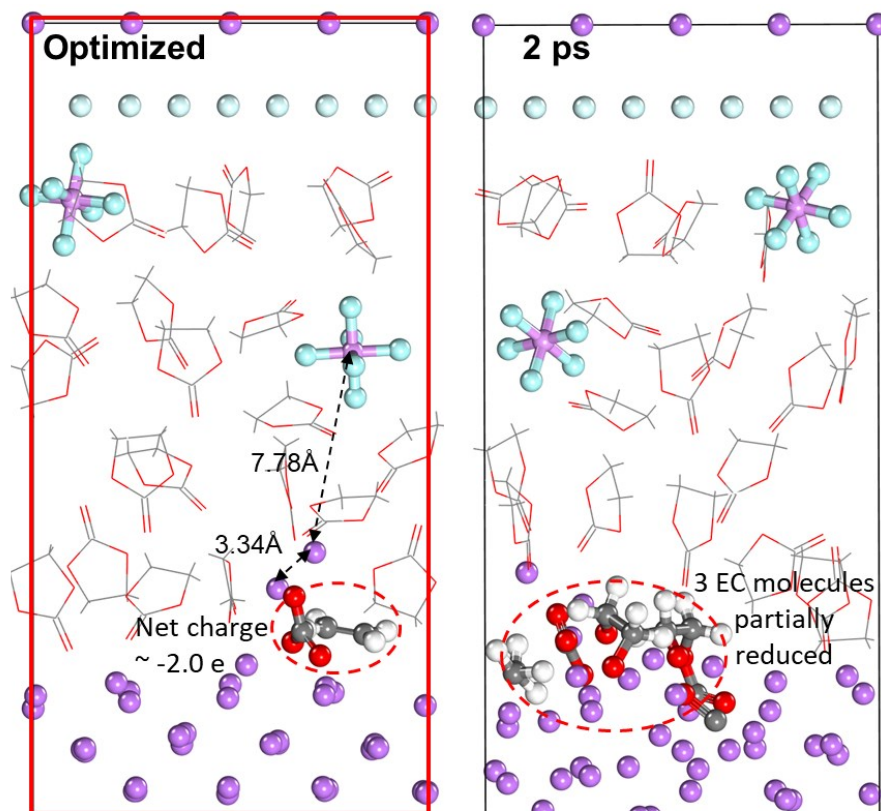 Optimized
2 ps
7.78Å
3.34Å
Net charge
~ -2.0 e
3 EC molecules
partially
reduced